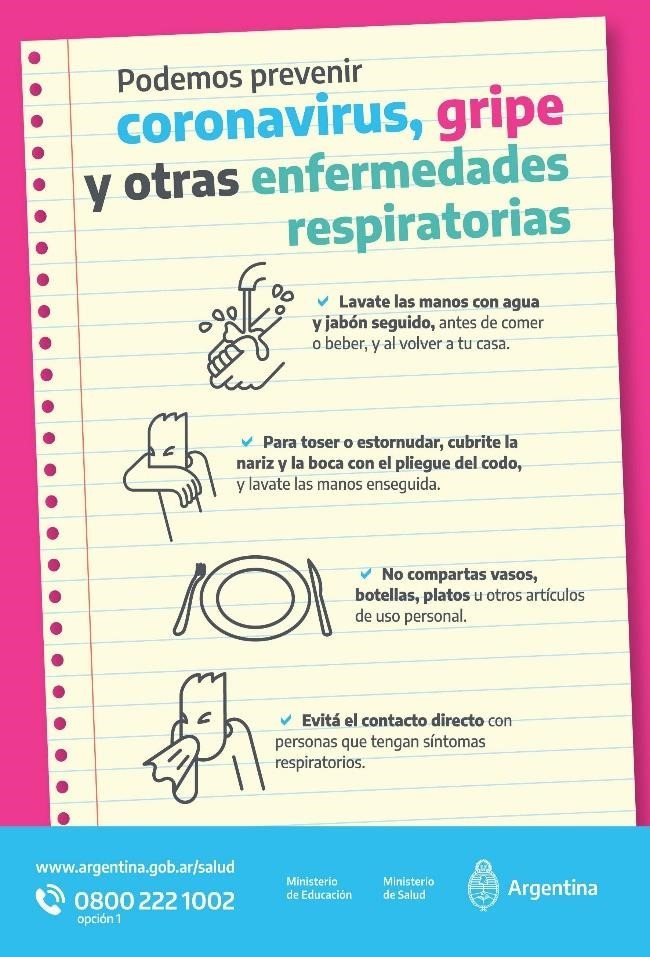 Podemos prevenir
coronavirus, gripe
y otras enfermedades
respiratorias
Lavate las manos con agua
y jabón seguido, antes de comer
o beber, y al volver a tu casa.
Para toser o estornudar, cubrite la
nariz y la boca con el pliegue del codo,
y lavate las manos enseguida.
No compartas vasos,
botellas, platos u otros artículos
de uso personal.
Evitá el contacto directo con
personas que tengan síntomas
respiratorios.
www.argentina.gob.ar/salud
0800 222 1002
opción 1
Ministerio
de Educación
Ministerio
de Salud
Argentina